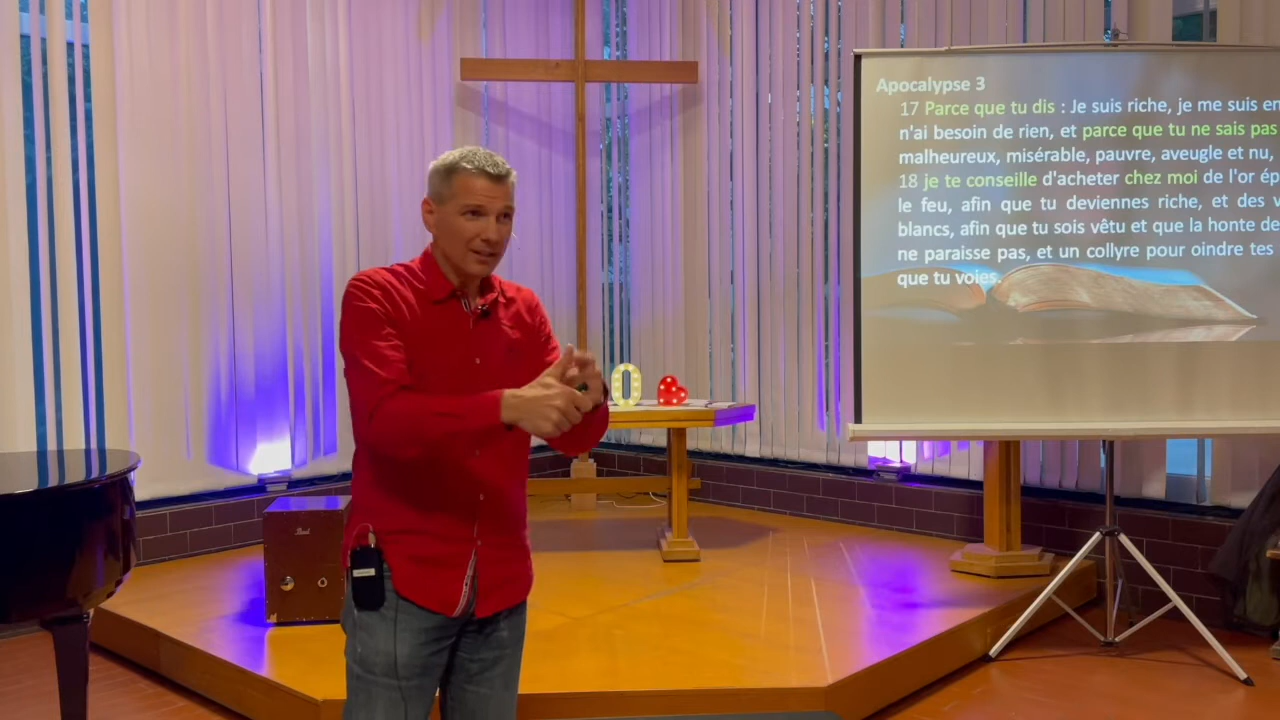 Apocalypse 3
17 Parce que tu dis : Je suis riche, je me suis en
n'ai besoin de rien, et parce que tu ne sais pas
malheureux, misérable, pauvre, aveugle et nu,
18 je te conseille d'acheter chez moi de l'or ép
le feu, afin que tu deviennes riche, et des v
blancs, afin que tu sois vêtu et que la honte de
ne paraisse pas, et un collyre pour oindre tes
que tu voies.
0
Pearl